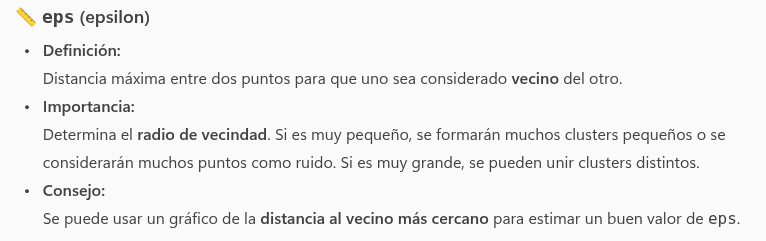 📏 eps (epsilon)
• Definición:
Distancia máxima entre dos puntos para que uno sea considerado vecino del otro.
• Importancia:
Determina el radio de vecindad. Si es muy pequeño, se formarán muchos clusters pequeños o se
considerarán muchos puntos como ruido. Si es muy grande, se pueden unir clusters distintos.
• Consejo:
Se puede usar un gráfico de la distancia al vecino más cercano para estimar un buen valor de eps.